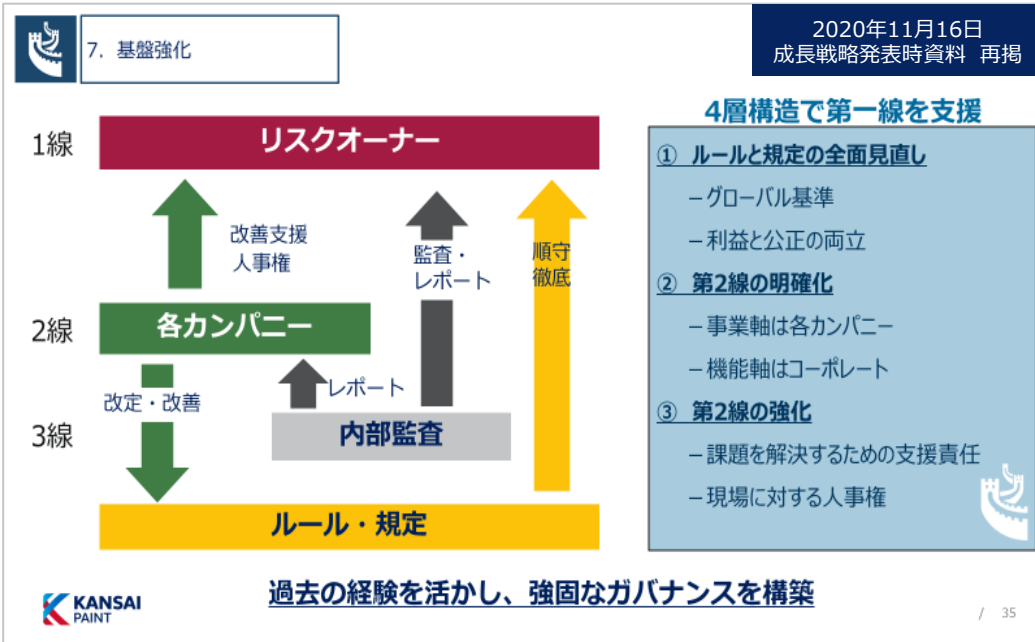 7. 基盤強化
2020年11月16日
成長戦略発表時資料 再掲
1線
リスクオーナー
改善支援
人事権
監査・
レポート
順守
徹底
2線
各カンパニー
改定・改善
レポート
3線
内部監査
ルール・規定
4層構造で第一線を支援
① ルールと規定の全面見直し
－グローバル基準
－利益と公正の両立
② 第2線の明確化
－事業軸は各カンパニー
－機能軸はコーポレート
③ 第2線の強化
－課題を解決するための支援責任
－現場に対する人事権
過去の経験を活かし、強固なガバナンスを構築
KANSAI
PAINT
/ 35